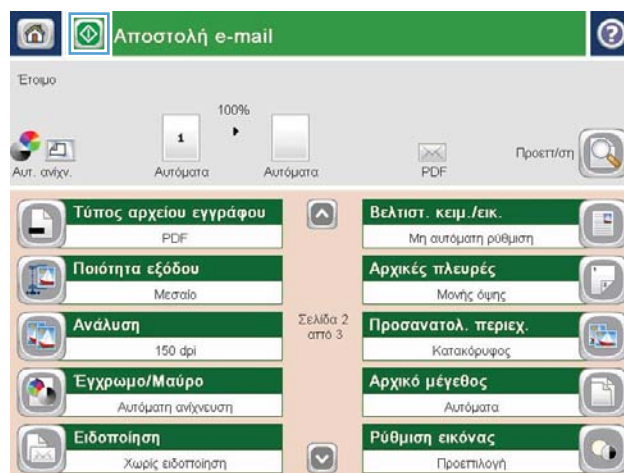 Αποστολή e-mail
?
Έτοιμο
100%
1
Αυτ. ανίχν.
Αυτόματα
Αυτόματα
PDF
Προεπ/ση
Τύπος αρχείου εγγράφου
PDF
Ποιότητα εξόδου
Μεσαίο
Ανάλυση
150 dpi
Έγχρωμο/Μαύρο
Αυτόματη ανίχνευση
Ειδοποίηση
Χωρίς ειδοποίηση
Σελίδα 2
από 3
Βελτιστ. κειμ./εικ.
Μη αυτόματη ρύθμιση
Αρχικές πλευρές
Μονής όψης
Προσανατολ. περιεχ.
Κατακόρυφος
Αρχικό μέγεθος
Αυτόματα
Ρύθμιση εικόνας
Προεπιλογή